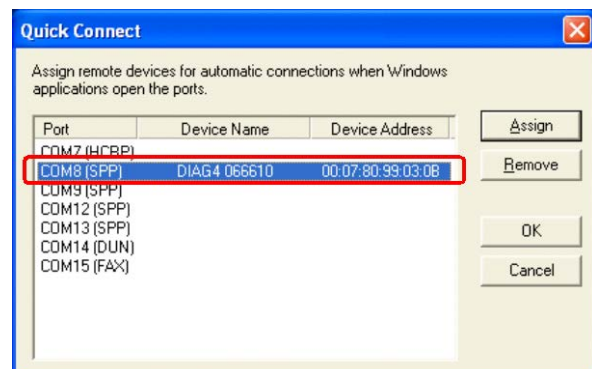 Quick Connect
Assign remote devices for automatic connections when Windows
applications open the ports.
Port Device Name Device Address
COM7 (HCRP)
COM8 (SPP) DIAG4 066610 00:07:80:99:03:0B
COM9 (SPP)
COM12 (SPP)
COM13 (SPP)
COM14 (DUN)
COM15 (FAX)
Assign
Remove
OK
Cancel